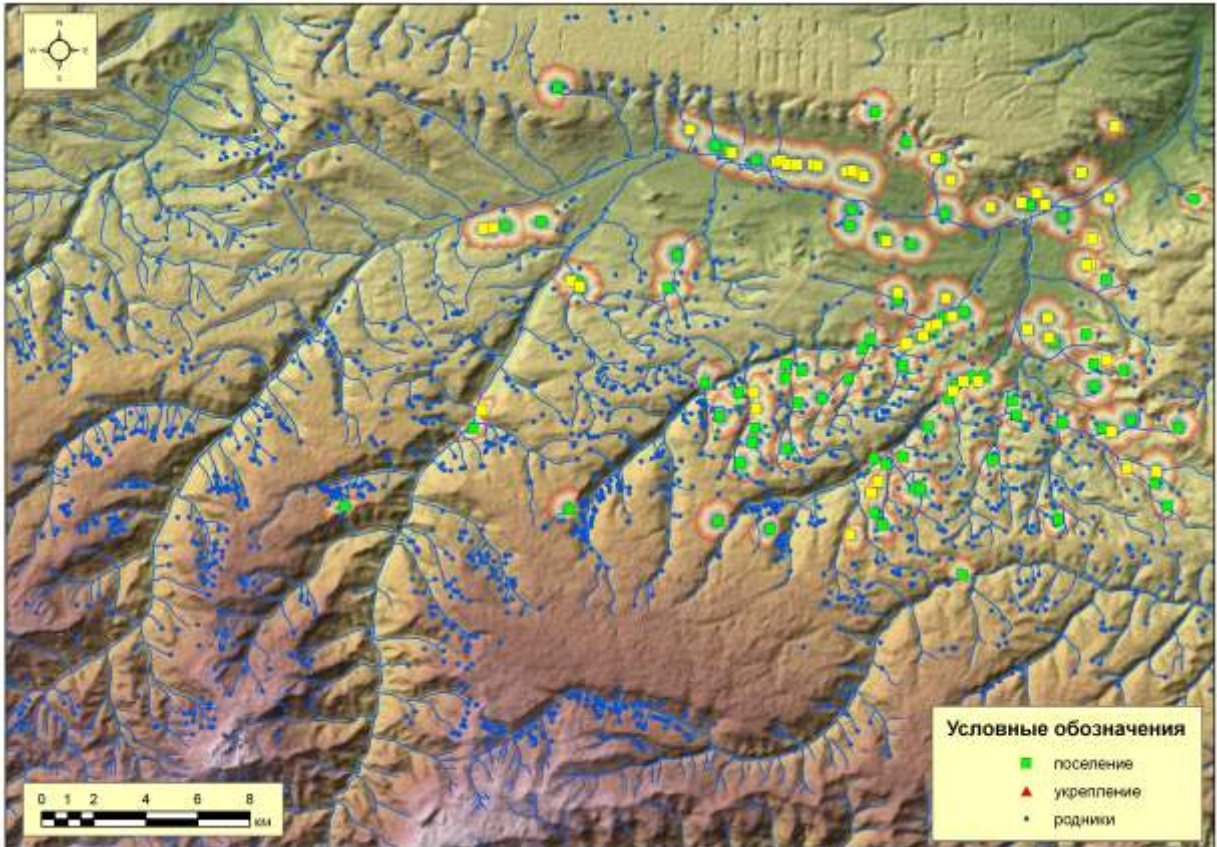 N
W E
S
Условные обозначения
поселение
укрепление
родники
0 1 2 4 6 8
км